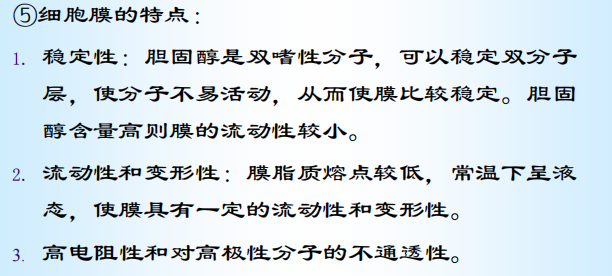 ⑤细胞膜的特点：
1. 稳定性：胆固醇是双嗜性分子，可以稳定双分子
层，使分子不易活动，从而使膜比较稳定。胆固
醇含量高则膜的流动性较小。
2. 流动性和变形性：膜脂质熔点较低，常温下呈液
态，使膜具有一定的流动性和变形性。
3. 高电阻性和对高极性分子的不通透性。